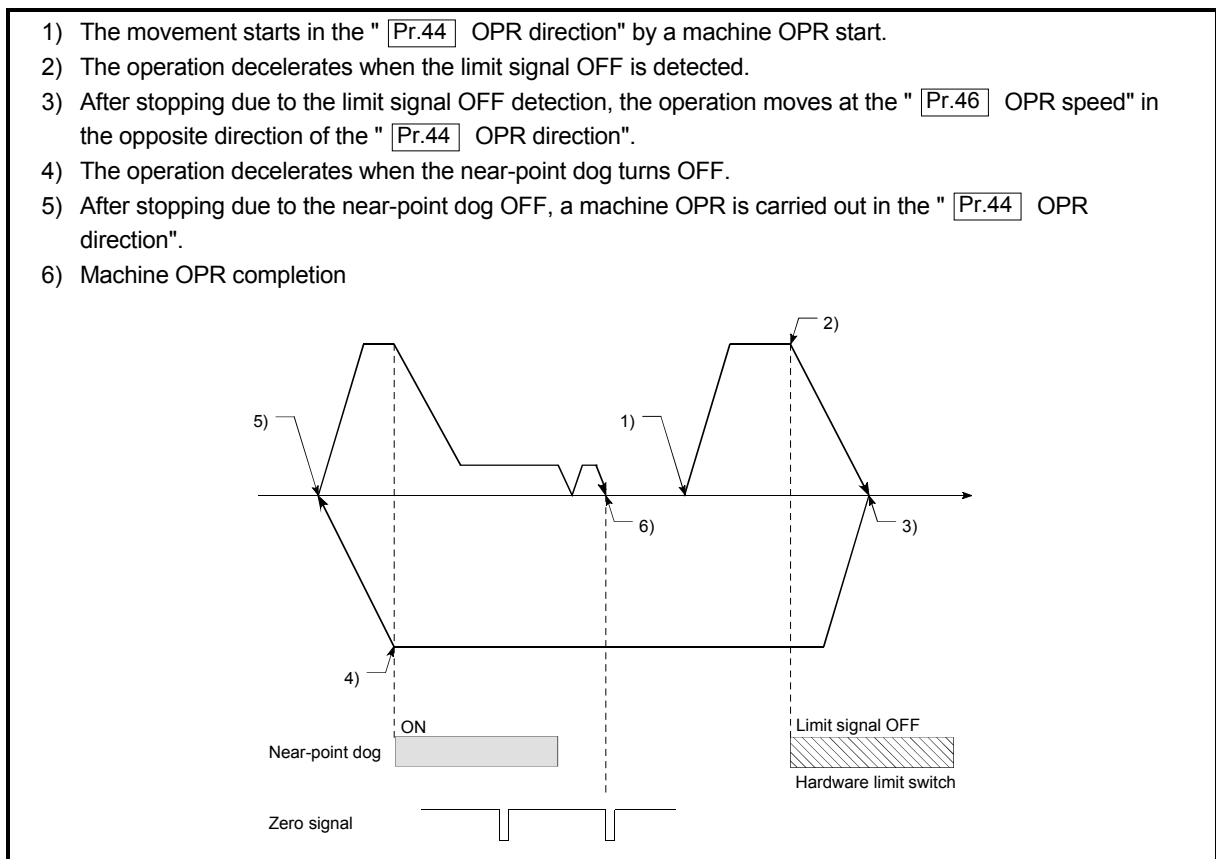 1) The movement starts in the " Pr.44 OPR direction" by a machine OPR start.
2) The operation decelerates when the limit signal OFF is detected.
3) After stopping due to the limit signal OFF detection, the operation moves at the " Pr.46 OPR speed" in
the opposite direction of the " Pr.44 OPR direction".
4) The operation decelerates when the near-point dog turns OFF.
5) After stopping due to the near-point dog OFF, a machine OPR is carried out in the " Pr.44 OPR
direction".
6) Machine OPR completion
2)
5)
1)
6)
3)
4)
ON
Limit signal OFF
Near-point dog
Hardware limit switch
Zero signal